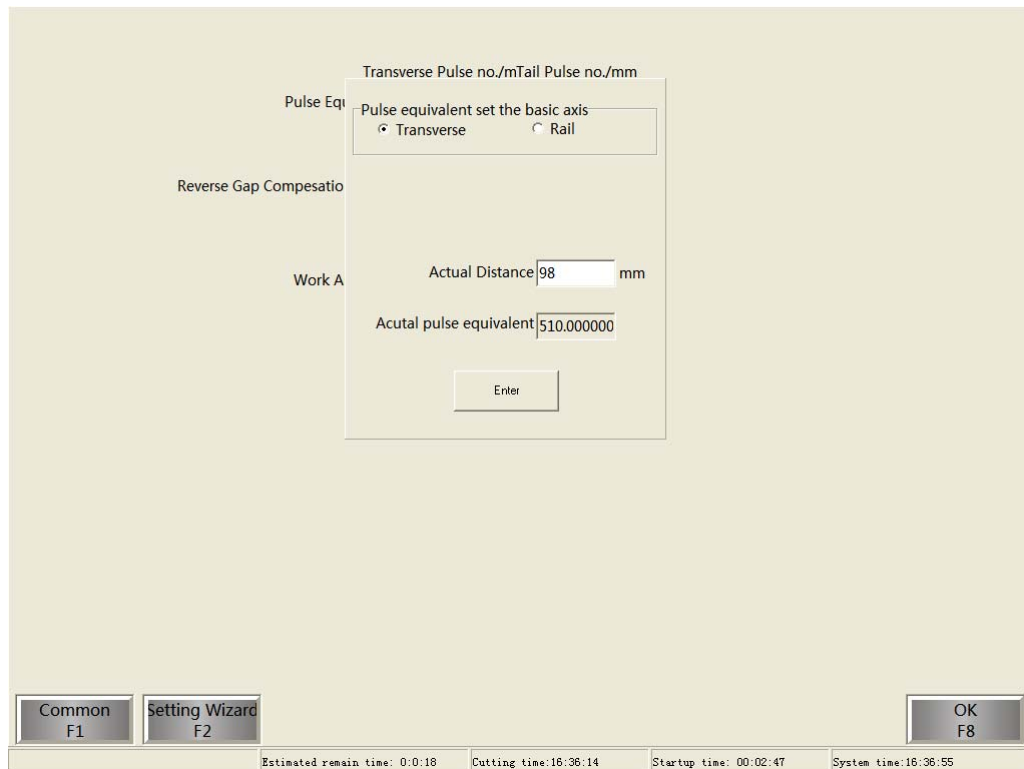 Transverse Pulse no./mTail Pulse no./mm
Pulse Equ
Pulse equivalent set the basic axis
Transverse Rail
Reverse Gap Compesatio
Actual Distance 98 mm
Work A
Acutal pulse equivalent 510.000000
Enter
Common
F1
Setting Wizard
F2
OK
F8
Estimated remain time: 0:0:18 Cutting time:16:36:14 Startup time: 00:02:47 System time:16:36:55